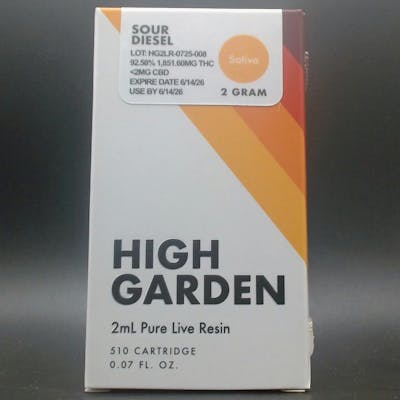 SOUR
DIESEL
LOT: HG2LR-0725-008
92.58% 1,851.60MG THC
<2MG CBD
EXPIRE DATE 6/14/26
USE BY 6/14/26
Sativa
2 GRAM
HIGH
GARDEN
2mL Pure Live Resin
510 CARTRIDGE
0.07 FL. OZ.